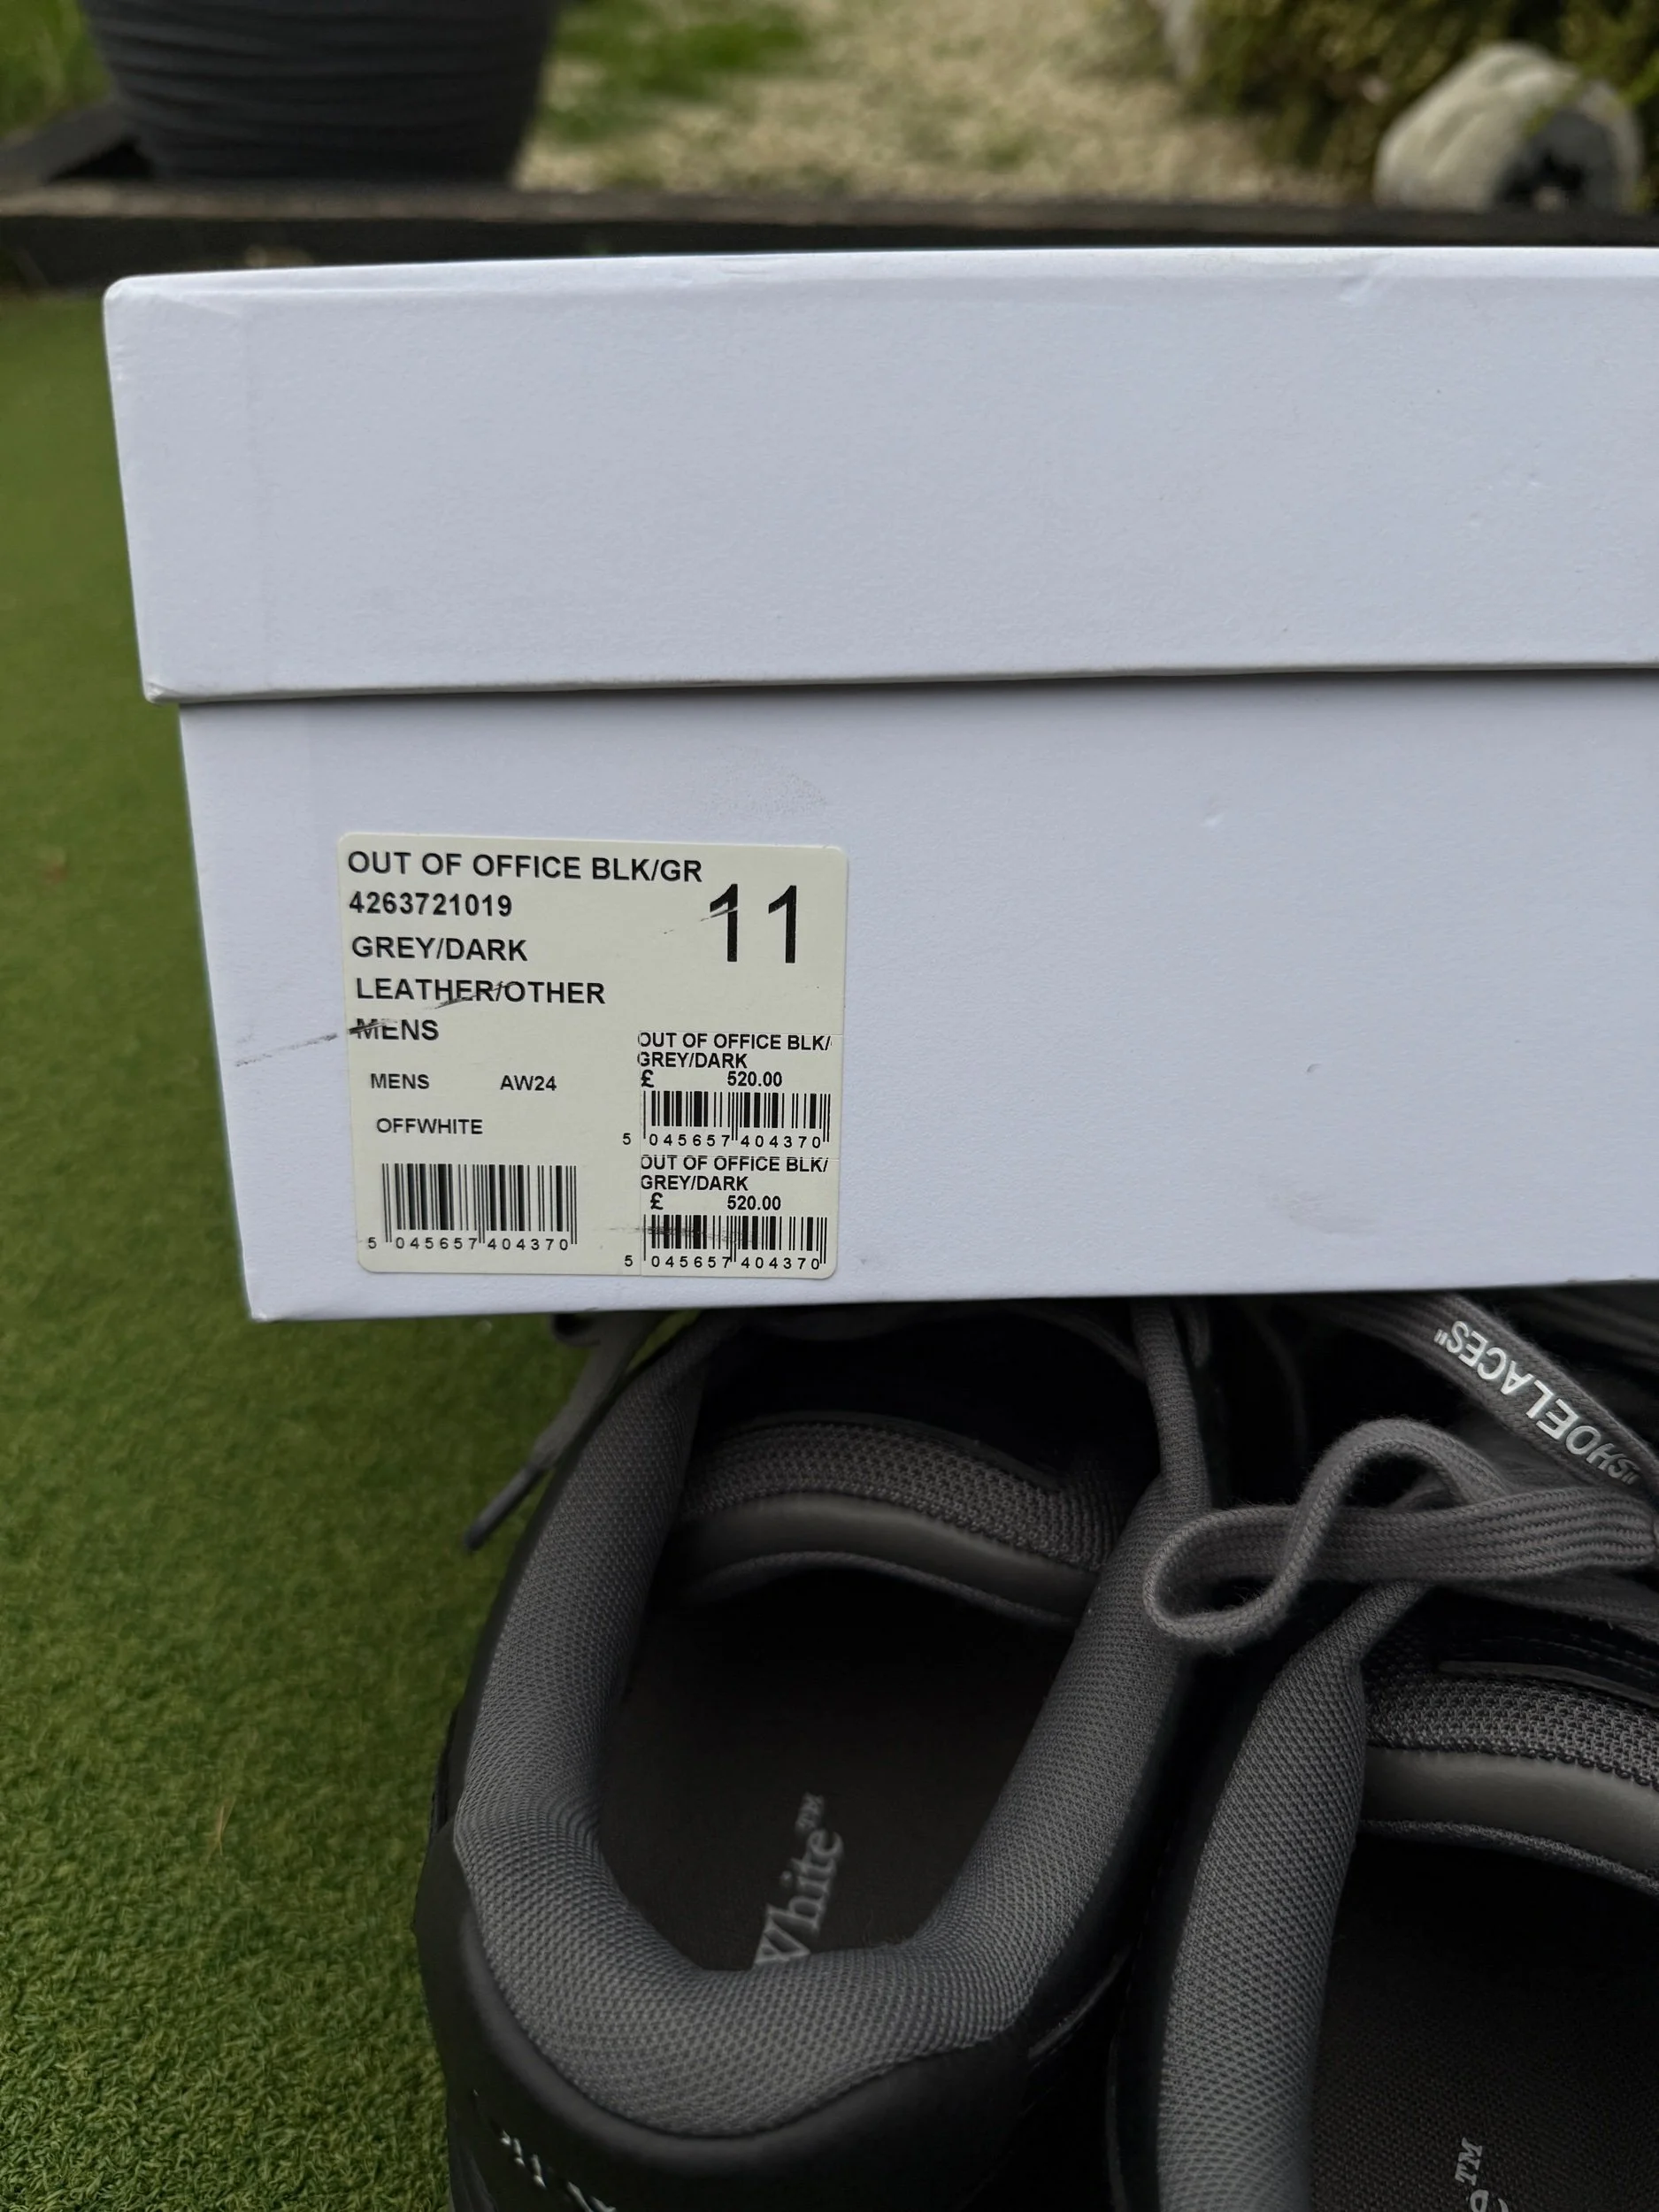 OUT OF OFFICE BLK/GR
4263721019
11
GREY/DARK
LEATHER/OTHER
MENS
MENS AW24
OFFWHITE
5 045657 404370
OUT OF OFFICE BLK/
GREY/DARK
£ 520.00
5 045657 404370
OUT OF OFFICE BLK/
GREY/DARK
£ 520.00
5 045657 404370
"SHOELACES"
White™
TM